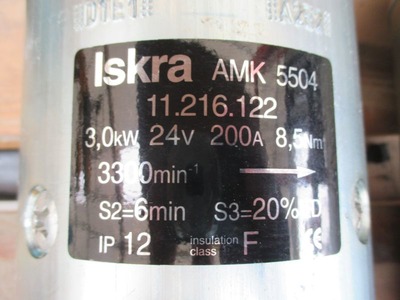 Iskra AMK 5504
11.216.122
3,0kW 24V 200A 8,5Nm
3300min⁻¹
S2=6min S3=20%
IP 12 insulation class F CE